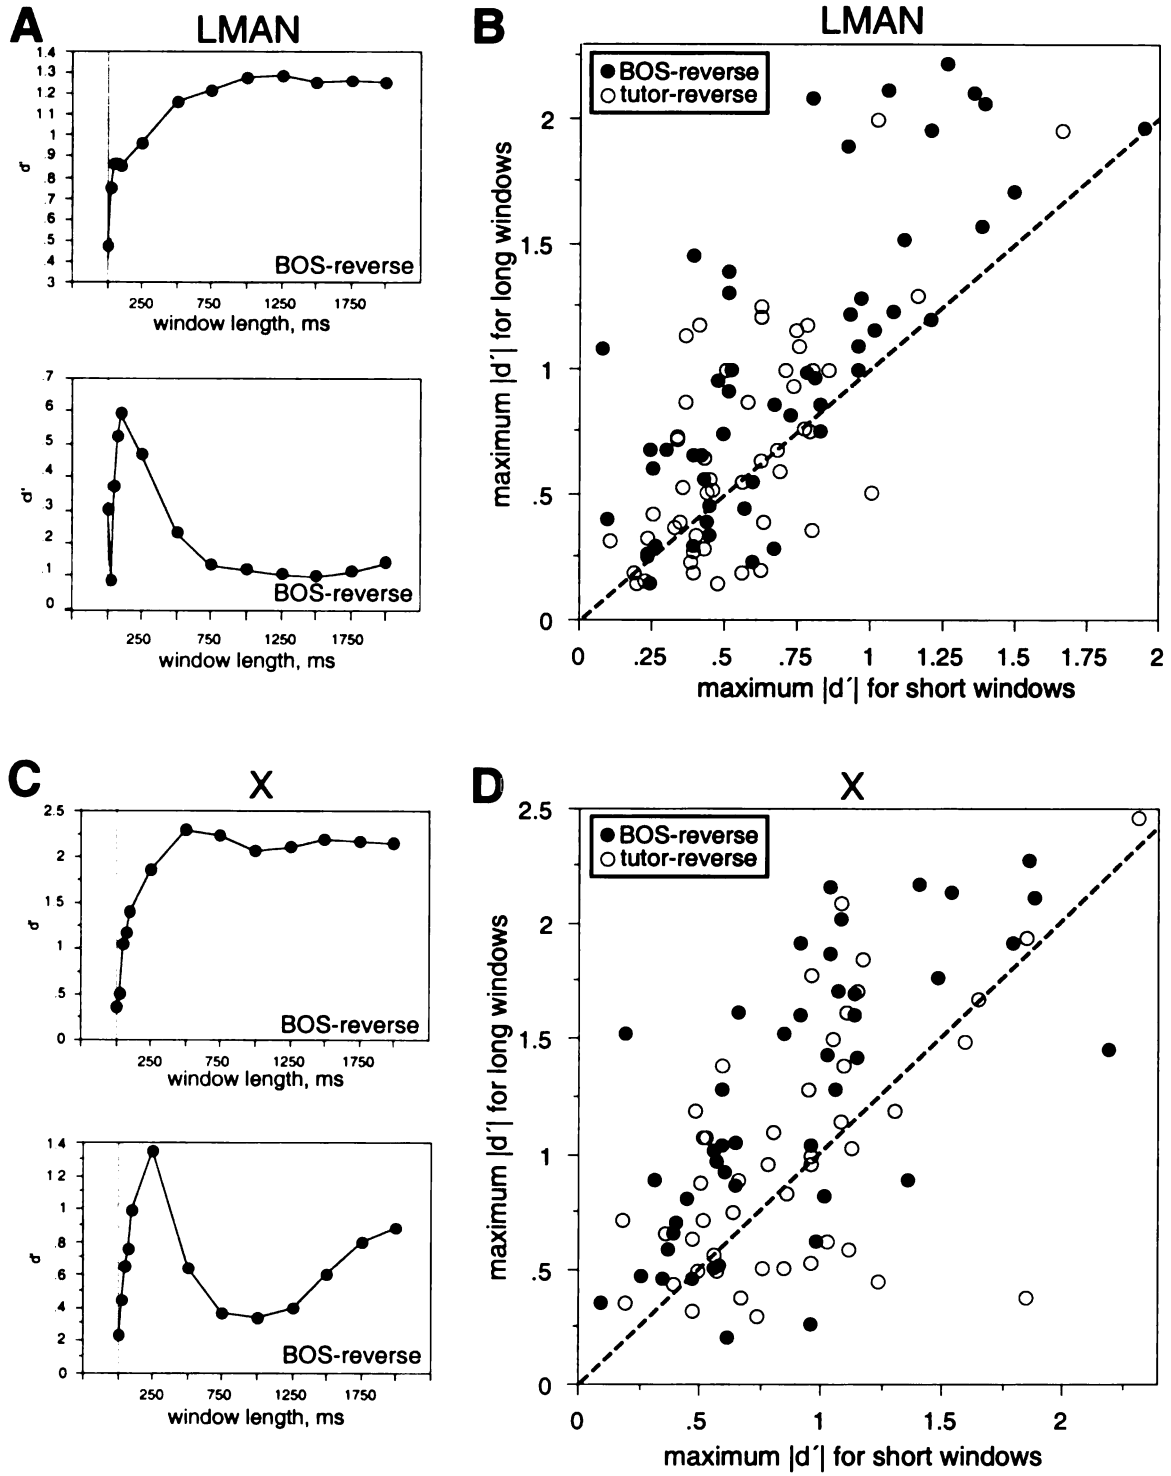 A
LMAN
1.4
1.3
1.2
1.1
1
.9
.8
.7
.6
.5
.4
.3
d'
BOS-reverse
250 750 1250 1750
window length, ms
.7
6
5
.4
.3
2
.1
0
d'
BOS-reverse
250 750 1250 1750
window length, ms
B
LMAN
BOS-reverse
tutor-reverse
2
1.5
1
.5
0
maximum |d´| for long windows
0 .25 .5 .75 1 1.25 1.5 1.75 2
maximum |d´| for short windows
C
X
2.5
2
1.5
1
.5
0
d'
BOS-reverse
250 750 1250 1750
window length, ms
1.4
1.2
1
.8
.6
.4
2
0
d'
BOS-reverse
250 750 1250 1750
window length, ms
D
X
BOS-reverse
tutor-reverse
2.5
2
1.5
1
.5
0
maximum |d´| for long windows
0 .5 1 1.5 2
maximum |d´| for short windows